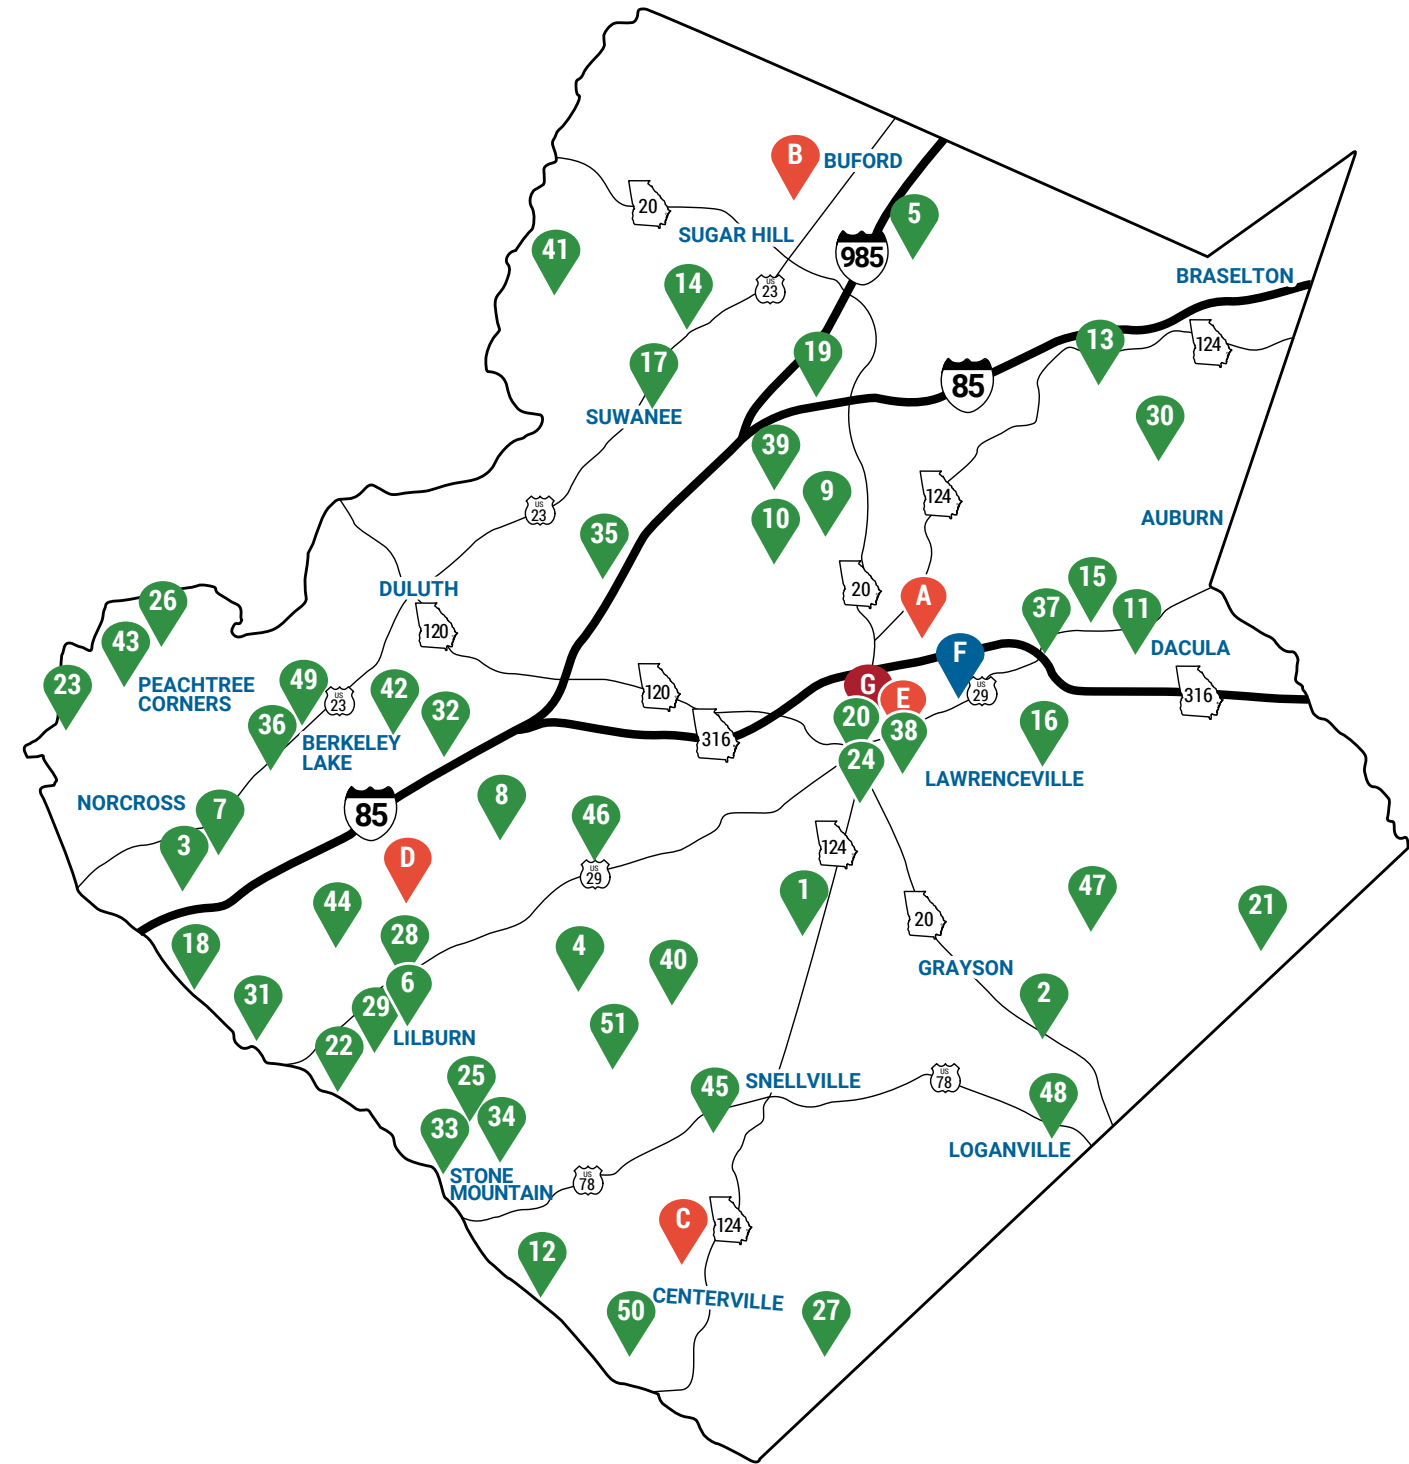 B
BUFORD
20
5
SUGAR HILL
41
985
BRASELTON
14
US
23
13
124
19
17
85
SUWANEE
30
39
9
124
US
23
10
AUBURN
35
15
DULUTH
20
A
26
37
11
120
43
DACULA
F
23
PEACHTREE
CORNERS
49
US
23
42
120
G
E
US
29
316
32
20
16
36
38
BERKELEY
LAKE
316
24
LAWRENCEVILLE
NORCROSS
8
7
85
46
3
124
D
US
29
1
47
44
21
20
28
18
4
40
GRAYSON
6
31
29
2
51
LILBURN
22
25
SNELLVILLE
US
78
45
48
34
33
LOGANVILLE
STONE
MOUNTAIN
US
78
C
124
12
CENTERVILLE
50
27